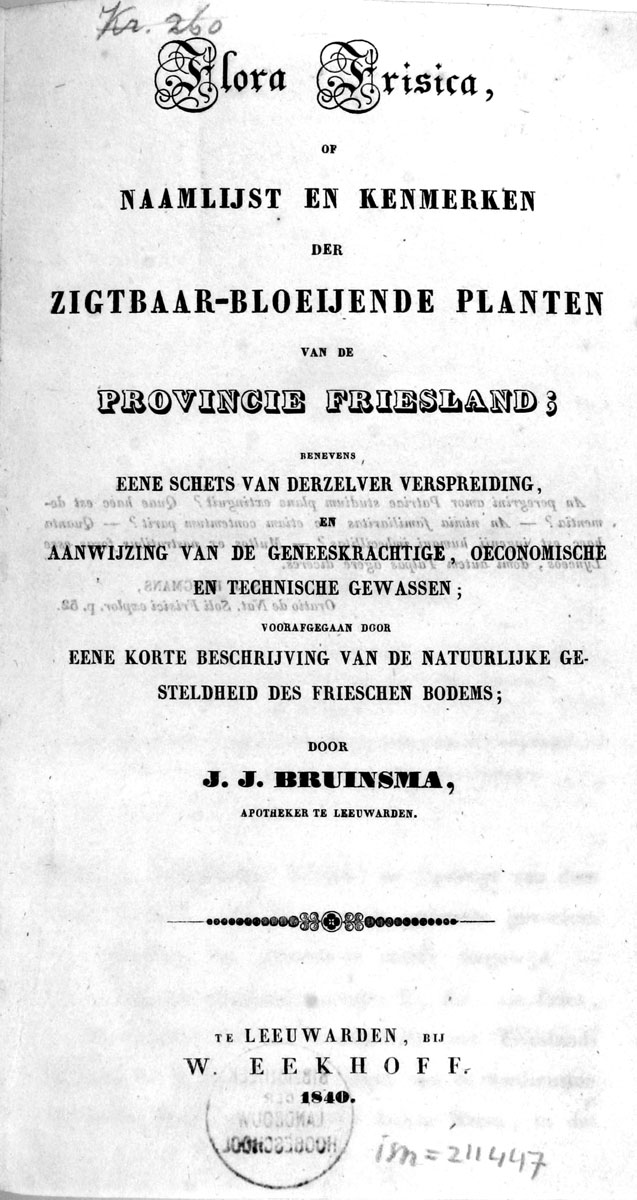 Kr. 260
Flora Frisica,
OF
NAAMLIJST EN KENMERKEN
DER
ZIGTBAAR-BLOEIJENDE PLANTEN
VAN DE
PROVINCIE FRIESLAND;
BENEVENS
EENE SCHETS VAN DERZELVER VERSPREIDING,
EN
AANWIJZING VAN DE GENEESKRACHTIGE, OECONOMISCHE
EN TECHNISCHE GEWASSEN;
VOORAFGEGAAN DOOR
EENE KORTE BESCHRIJVING VAN DE NATUURLIJKE GE-
STELDHEID DES FRIESCHEN BODEMS;
DOOR
J. J. BRUINSMA,
APOTHEKER TE LEEUWARDEN.
TE LEEUWARDEN, BIJ
W. EEKHOFF.
1840.
BIBLIOTHEEK
DER
LANDBOUW
HOOGESCHOOL
ism=211447